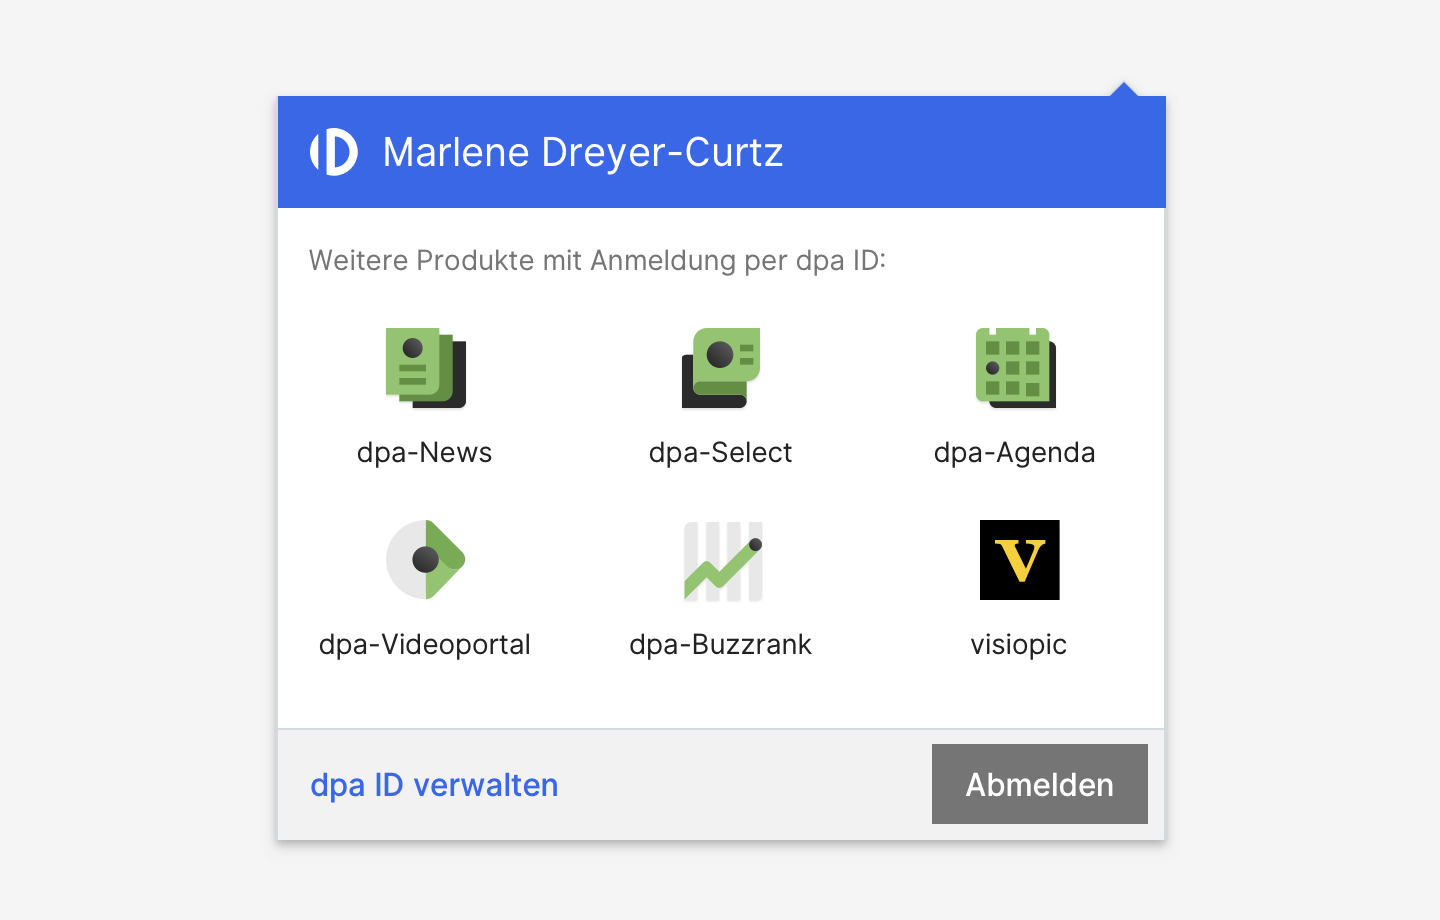 ID Marlene Dreyer-Curtz
Weitere Produkte mit Anmeldung per dpa ID:
dpa-News dpa-Select dpa-Agenda
V
dpa-Videoportal dpa-Buzzrank visiopic
dpa ID verwalten Abmelden